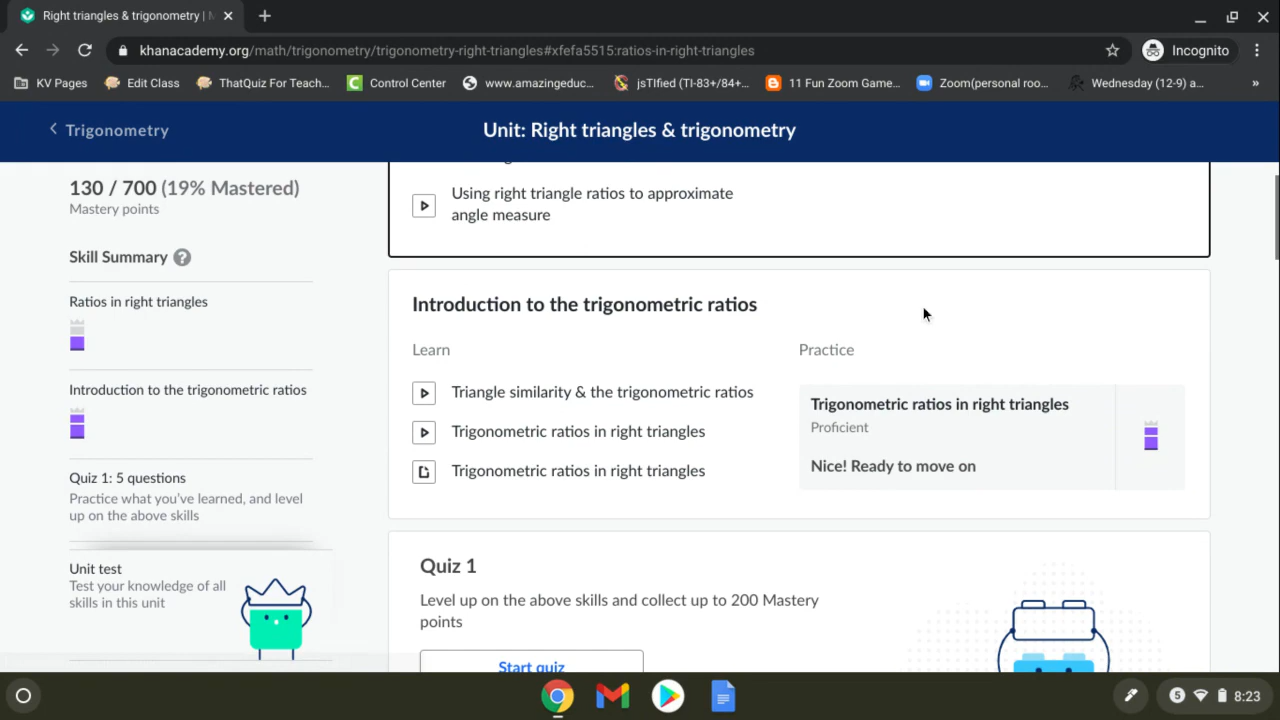 Right triangles & trigonometry |
khanacademy.org/math/trigonometry/trigonometry-right-triangles#xfefa5515:ratios-in-right-triangles
Incognito
KV Pages
Edit Class
ThatQuiz For Teach...
Control Center
www.amazingeduc...
jsTIfied (TI-83+/84+...
11 Fun Zoom Game...
Zoom(personal roo...
Wednesday (12-9) a...
»
Trigonometry
Unit: Right triangles & trigonometry
130 / 700 (19% Mastered)
Mastery points
Skill Summary ?
Ratios in right triangles
Introduction to the trigonometric ratios
Quiz 1: 5 questions
Practice what you've learned, and level
up on the above skills
Unit test
Test your knowledge of all
skills in this unit
Using right triangle ratios to approximate
angle measure
Introduction to the trigonometric ratios
Learn
Triangle similarity & the trigonometric ratios
Trigonometric ratios in right triangles
Trigonometric ratios in right triangles
Practice
Trigonometric ratios in right triangles
Proficient
Nice! Ready to move on
Quiz 1
Level up on the above skills and collect up to 200 Mastery
points
Start quiz
5
8:23